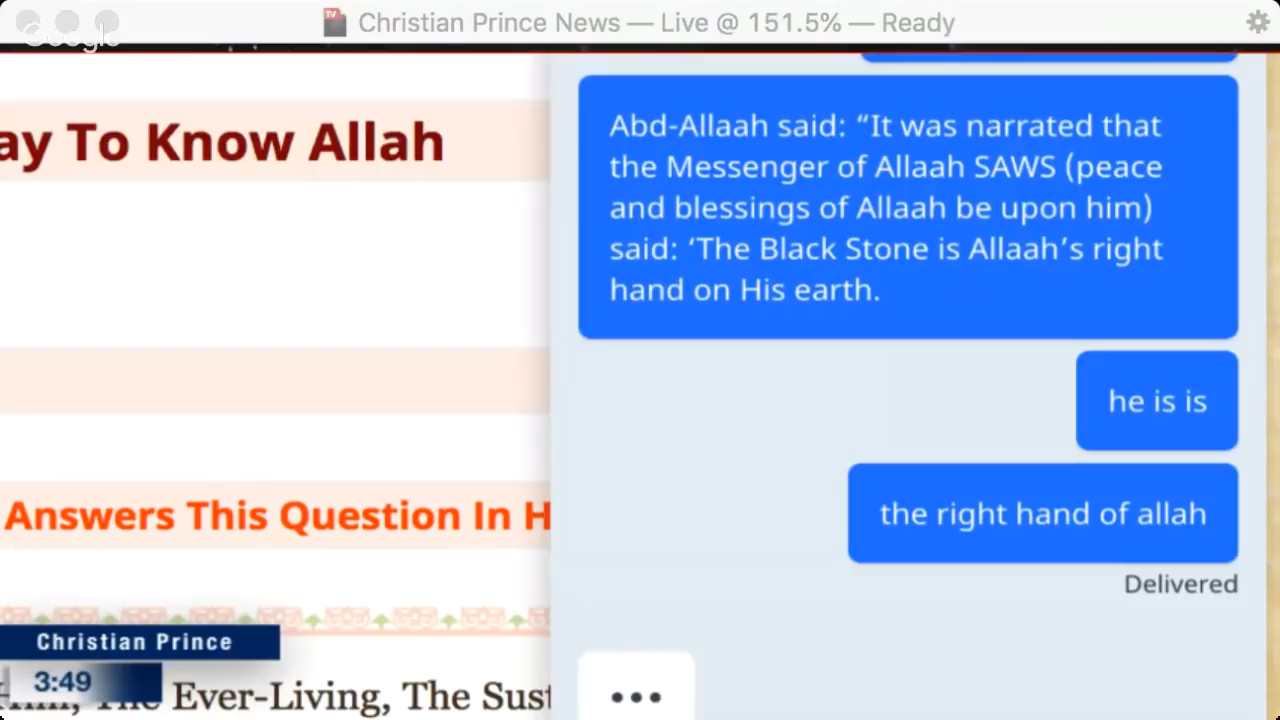 Christian Prince News — Live @ 151.5% — Ready
Google
ay To Know Allah
Answers This Question In H
Christian Prince
3:49
The Ever-Living, The Sust
Abd-Allaah said: “It was narrated that
the Messenger of Allaah SAWS (peace
and blessings of Allaah be upon him)
said: ‘The Black Stone is Allaah’s right
hand on His earth.
he is is
the right hand of allah
Delivered